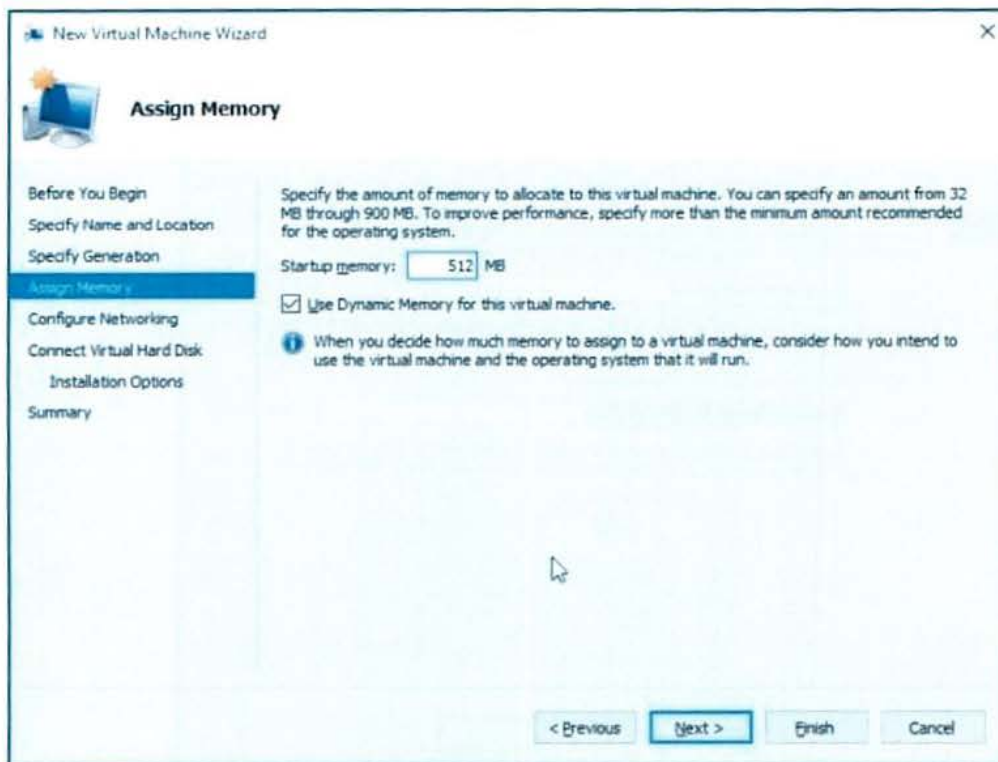 New Virtual Machine Wizard
Assign Memory
Before You Begin
Specify Name and Location
Specify Generation
Assign Memory
Configure Networking
Connect Virtual Hard Disk
Installation Options
Summary
Specify the amount of memory to allocate to this virtual machine. You can specify an amount from 32
MB through 900 MB. To improve performance, specify more than the minimum amount recommended
for the operating system.
Startup memory: 512 MB
Use Dynamic Memory for this virtual machine.
When you decide how much memory to assign to a virtual machine, consider how you intend to
use the virtual machine and the operating system that it will run.
< Previous Next > Finish Cancel